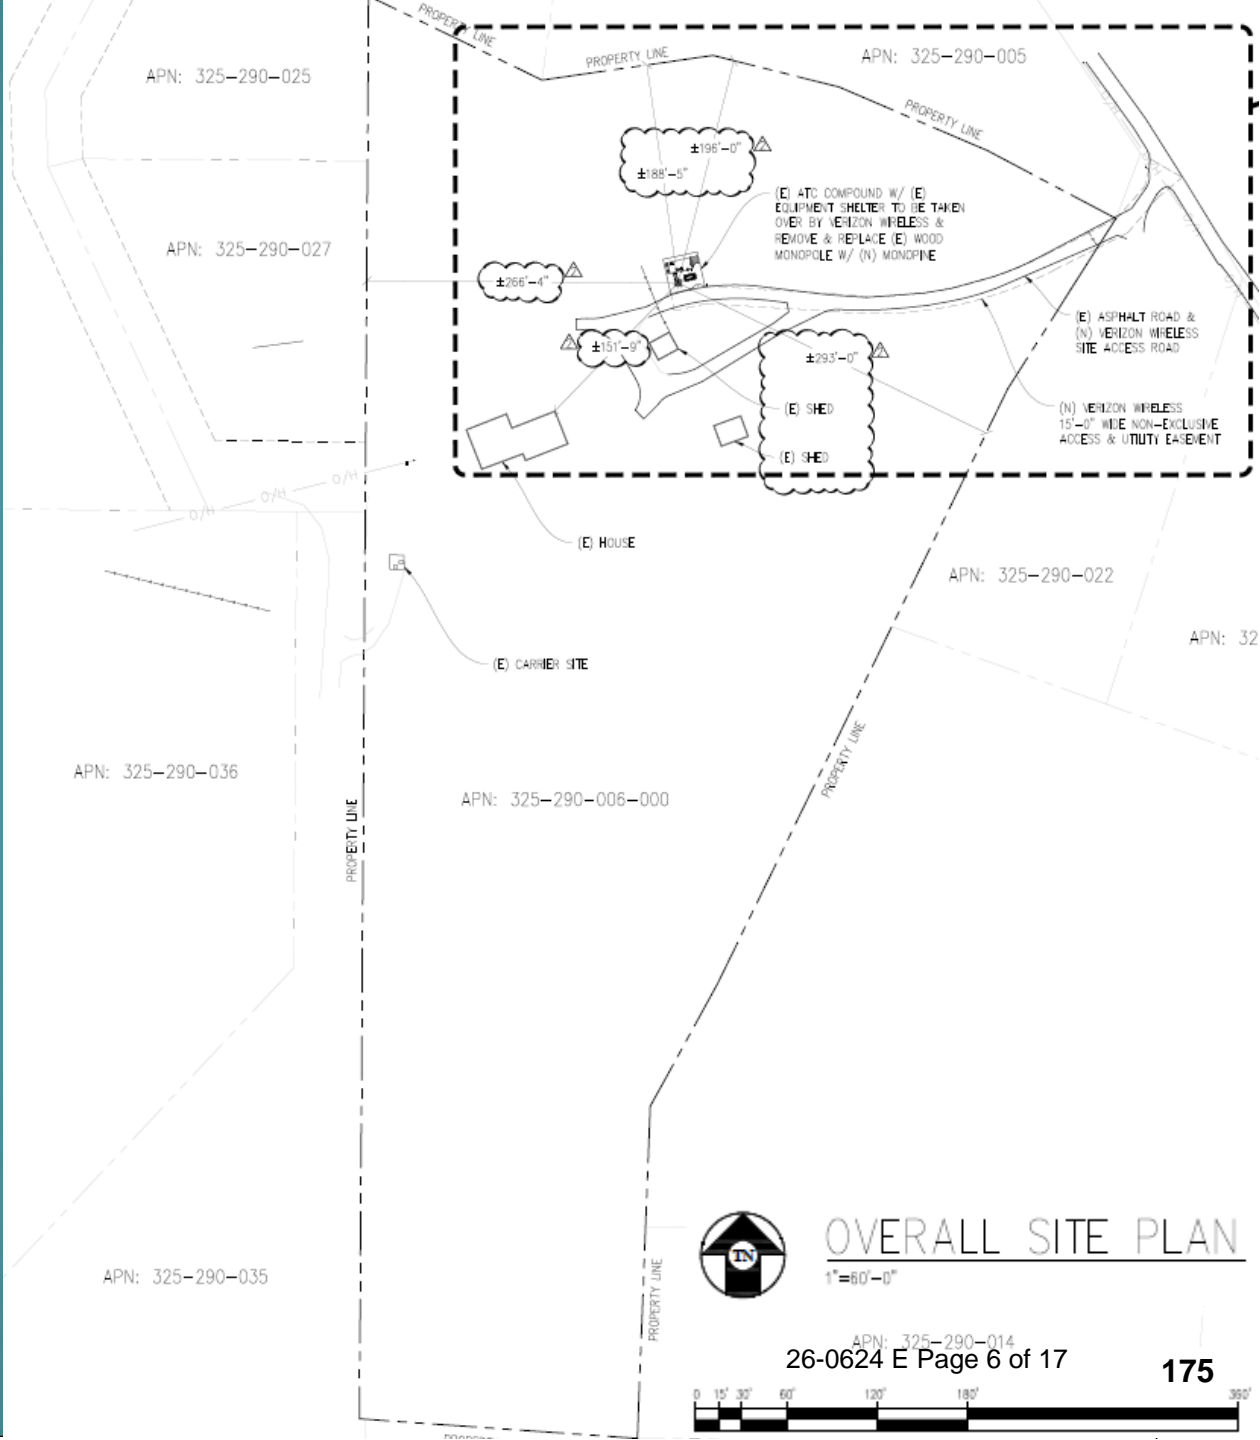 PROPERTY LINE
PROPERTY LINE
APN: 325-290-005
APN: 325-290-025
PROPERTY LINE
±196'-0"
2
±188'-5"
(E) ATC COMPOUND W/ (E)
EQUIPMENT SHELTER TO BE TAKEN
OVER BY VERIZON WIRELESS &
REMOVE & REPLACE (E) WOOD
MONOPOLE W/ (N) MONOPINE
APN: 325-290-027
±266'-4"
2
(E) ASPHALT ROAD &
(N) VERIZON WIRELESS
SITE ACCESS ROAD
2
±151'-9"
±293'-0"
2
(E) SHED
(N) VERIZON WIRELESS
15'-0" WIDE NON-EXCLUSIVE
ACCESS & UTILITY EASEMENT
(E) SHED
O/H
O/H
O/H
(E) HOUSE
APN: 325-290-022
APN: 32
(E) CARRIER SITE
PROPERTY LINE
APN: 325-290-036
APN: 325-290-006-000
PROPERTY LINE
TN
OVERALL SITE PLAN
1"=60'-0"
APN: 325-290-035
PROPERTY LINE
APN: 325-290-014
26-0624 E Page 6 of 17
175
0 15' 30' 60' 120' 180' 360'